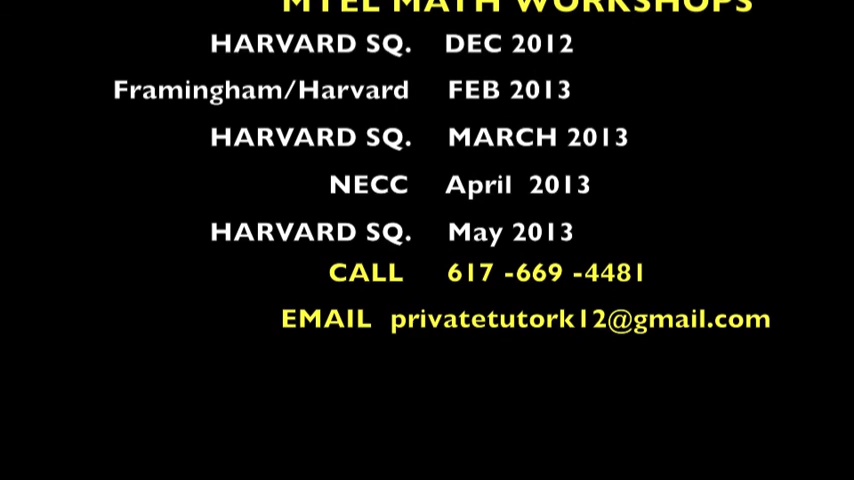 MTEL MATH WORKSHOPS
HARVARD SQ. DEC 2012
Framingham/Harvard FEB 2013
HARVARD SQ. MARCH 2013
NECC April 2013
HARVARD SQ. May 2013
CALL 617 -669 -4481
EMAIL privatetutork12@gmail.com